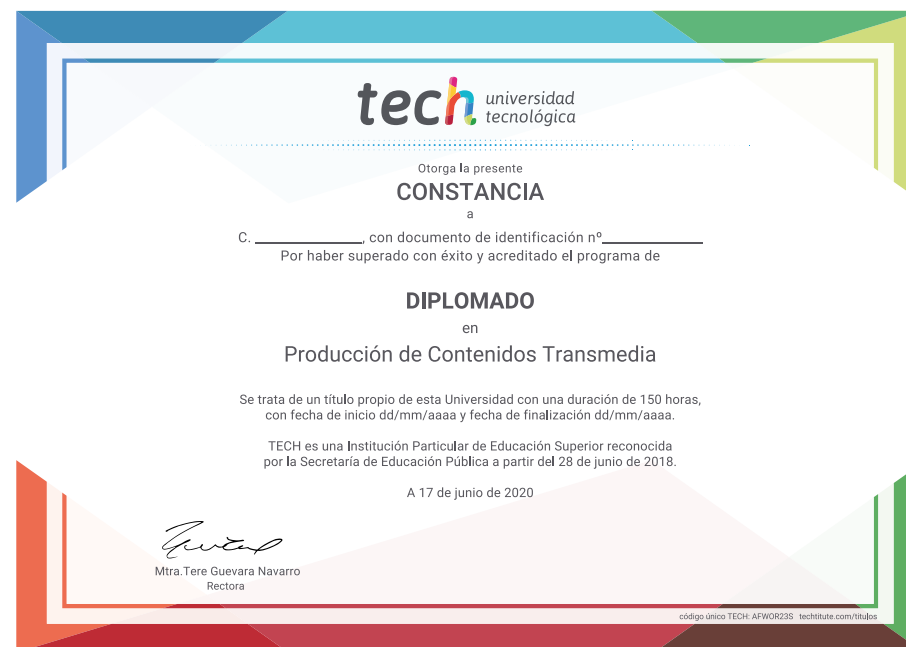 tech universidad
tecnológica
Otorga la presente
CONSTANCIA
a
C. ____________, con documento de identificación nº____________
Por haber superado con éxito y acreditado el programa de
DIPLOMADO
en
Producción de Contenidos Transmedia
Se trata de un título propio de esta Universidad con una duración de 150 horas,
con fecha de inicio dd/mm/aaaa y fecha de finalización dd/mm/aaaa.
TECH es una Institución Particular de Educación Superior reconocida
por la Secretaría de Educación Pública a partir del 28 de junio de 2018.
A 17 de junio de 2020
Mtra.Tere Guevara Navarro
Rectora
código único TECH: AFWOR23S techtitute.com/titulos